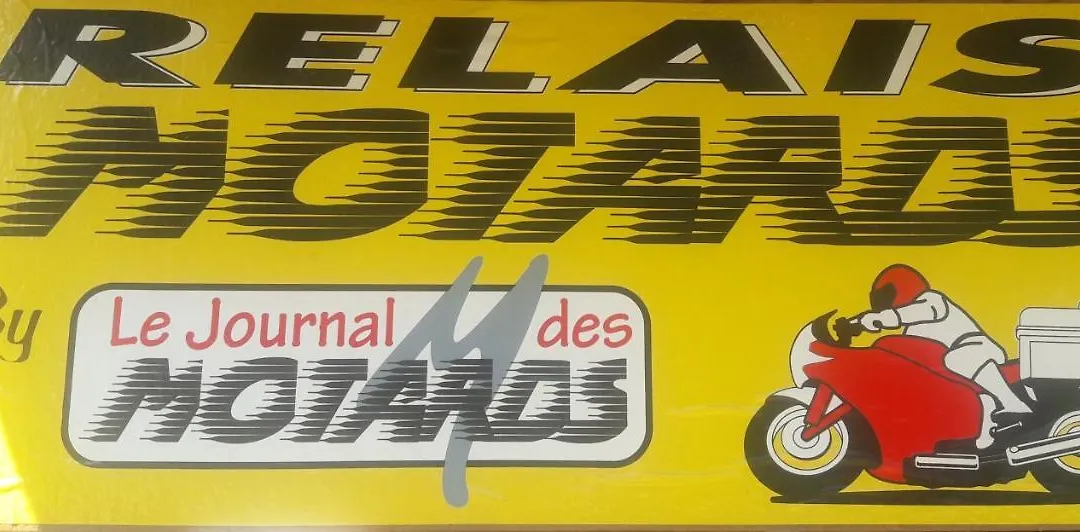 RELAIS
MOTARDS
By
Le Journal des
MOTARDS